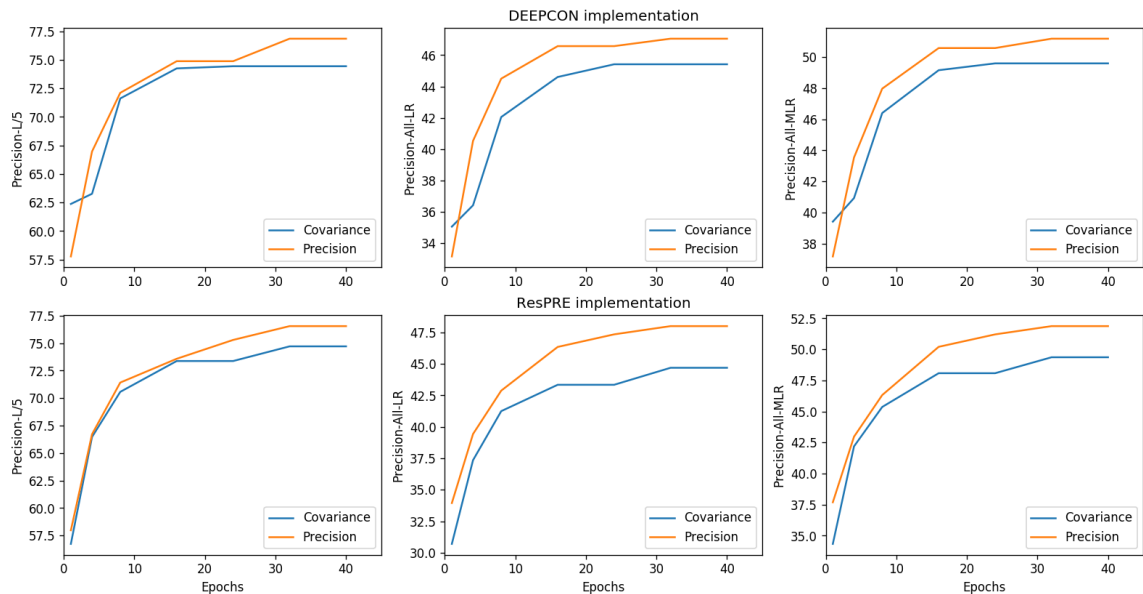 DEEPCON implementation
77.5
75.0
72.5
70.0
67.5
65.0
62.5
60.0
57.5
Precision-L/5
0 10 20 30 40
Covariance
Precision
46
44
42
40
38
36
34
Precision-All-LR
0 10 20 30 40
Covariance
Precision
50
48
46
44
42
40
38
Precision-All-MLR
0 10 20 30 40
Covariance
Precision
ResPRE implementation
77.5
75.0
72.5
70.0
67.5
65.0
62.5
60.0
57.5
Precision-L/5
0 10 20 30 40
Epochs
Covariance
Precision
47.5
45.0
42.5
40.0
37.5
35.0
32.5
30.0
Precision-All-LR
0 10 20 30 40
Epochs
Covariance
Precision
52.5
50.0
47.5
45.0
42.5
40.0
37.5
35.0
Precision-All-MLR
0 10 20 30 40
Epochs
Covariance
Precision